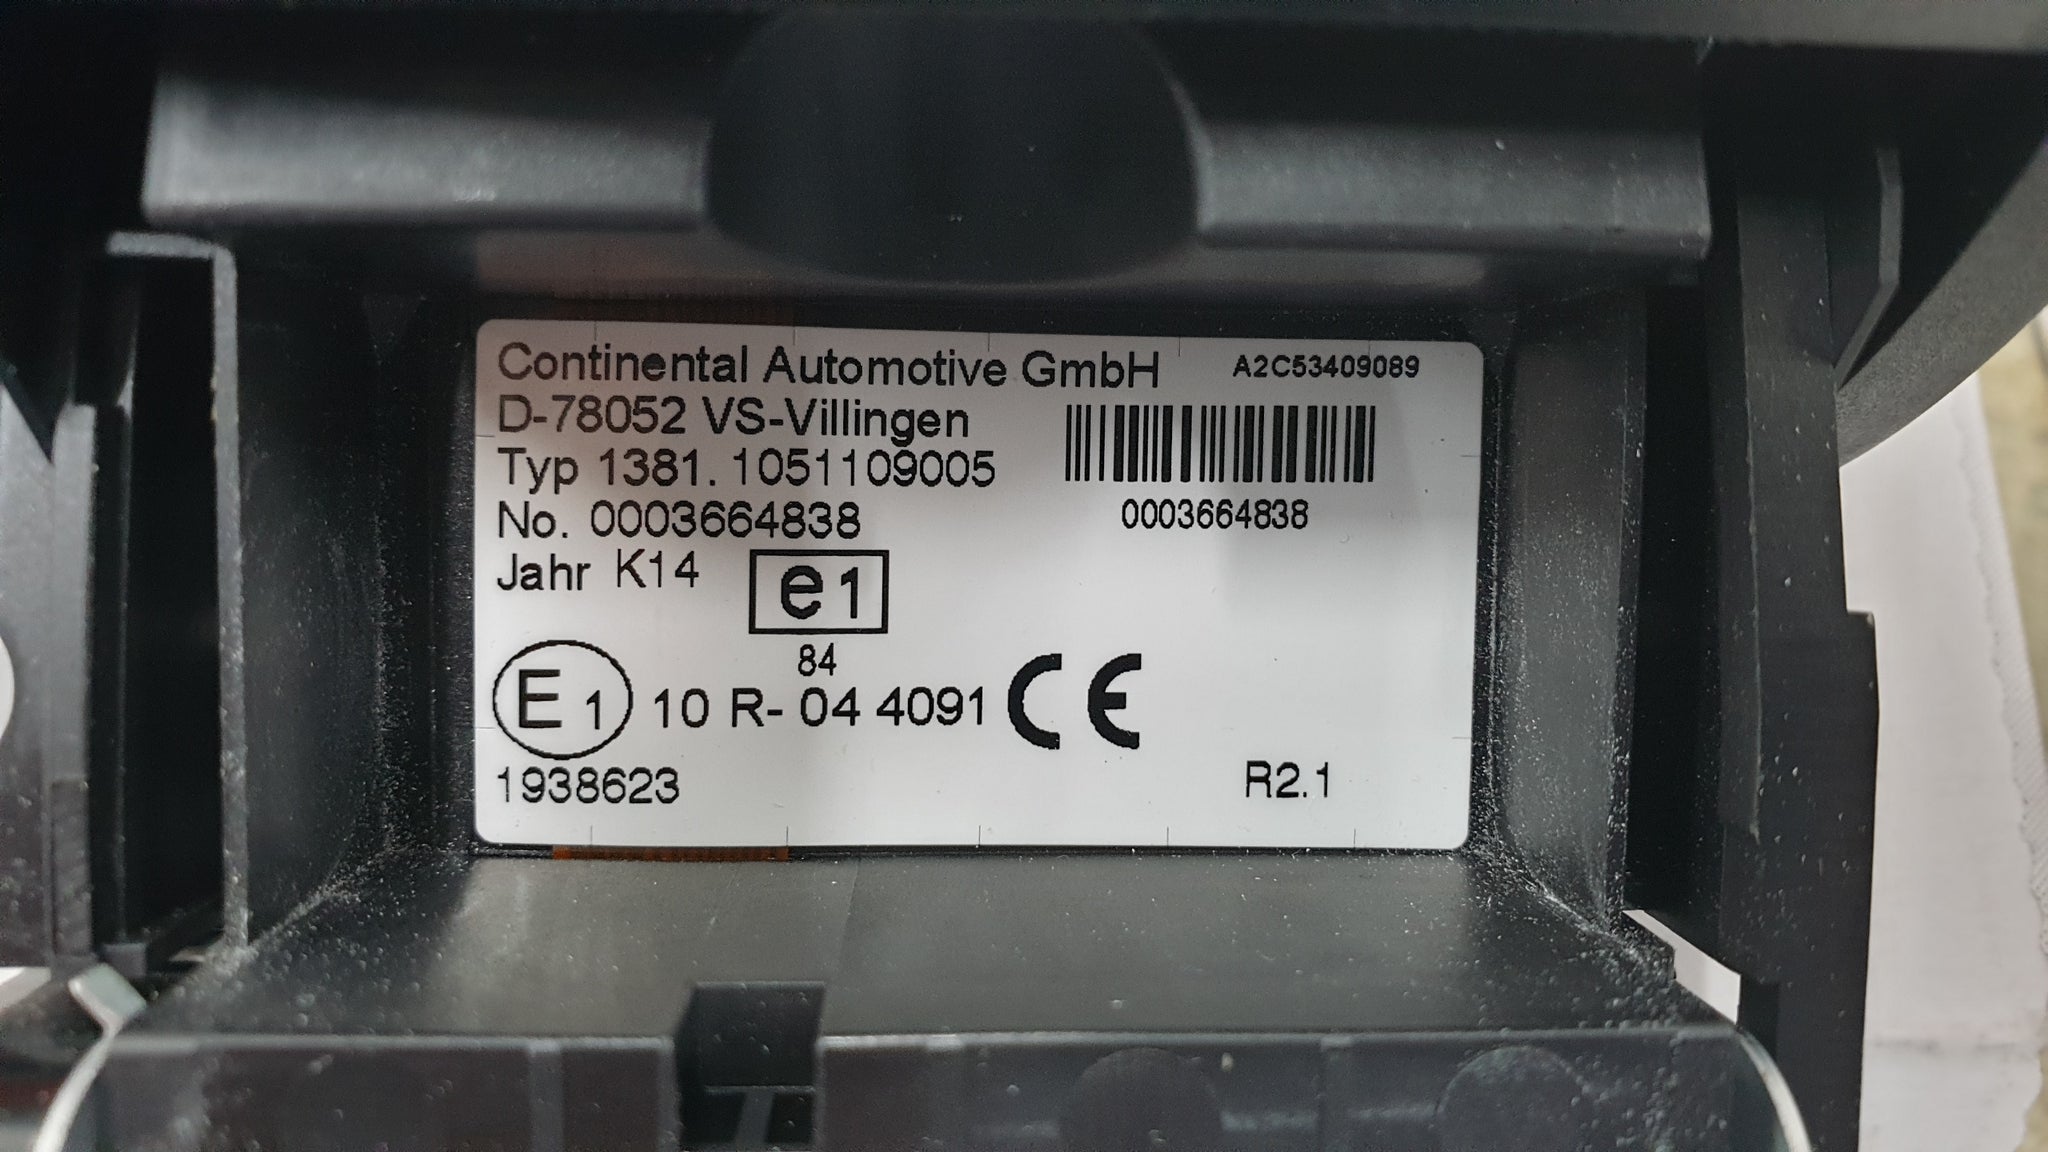 Continental Automotive GmbH A2C53409089
D-78052 VS-Villingen
Typ 1381.1051109005
No. 0003664838 0003664838
Jahr K14 e1
84
E1 10 R- 04 4091 CE
1938623 R2.1